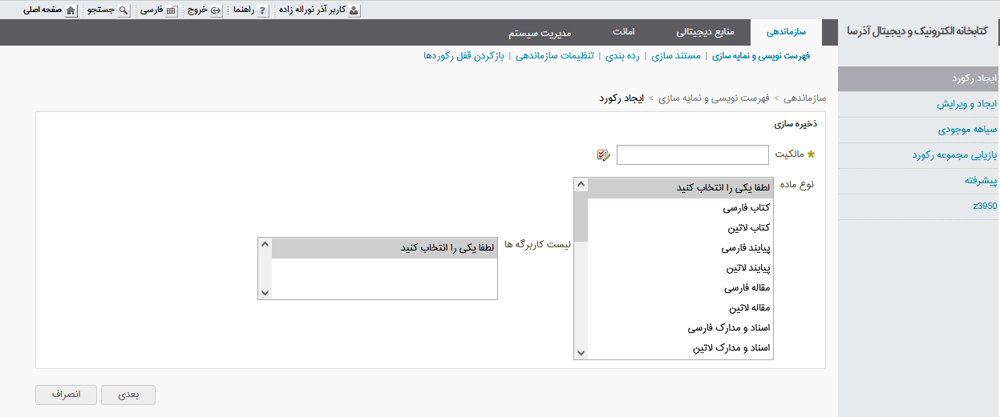 کاربر آذر نوراله زاده
راهنما
خروج
فارسی
جستجو
صفحه اصلی
کتابخانه الکترونیک و دیجیتال آذرسا
سازماندهی
منابع دیجیتالی
امانت
مدیریت سیستم
فهرست نویسی و نمایه سازی | مستند سازی | رده بندی | تنظیمات سازماندهی | بازکردن قفل رکوردها
ایجاد رکورد
ایجاد و ویرایش
سیاهه موجودی
بازیابی مجموعه رکورد
پیشرفته
z3950
سازماندهی > فهرست نویسی و نمایه سازی > ایجاد رکورد
ذخیره سازی
مالکیت
نوع ماده
لطفا یکی را انتخاب کنید
کتاب فارسی
کتاب لاتین
پیایند فارسی
پیایند لاتین
مقاله فارسی
مقاله لاتین
اسناد و مدارک فارسی
اسناد و مدارک لاتین
لیست کاربرگه ها
لطفا یکی را انتخاب کنید
بعدی
انصراف